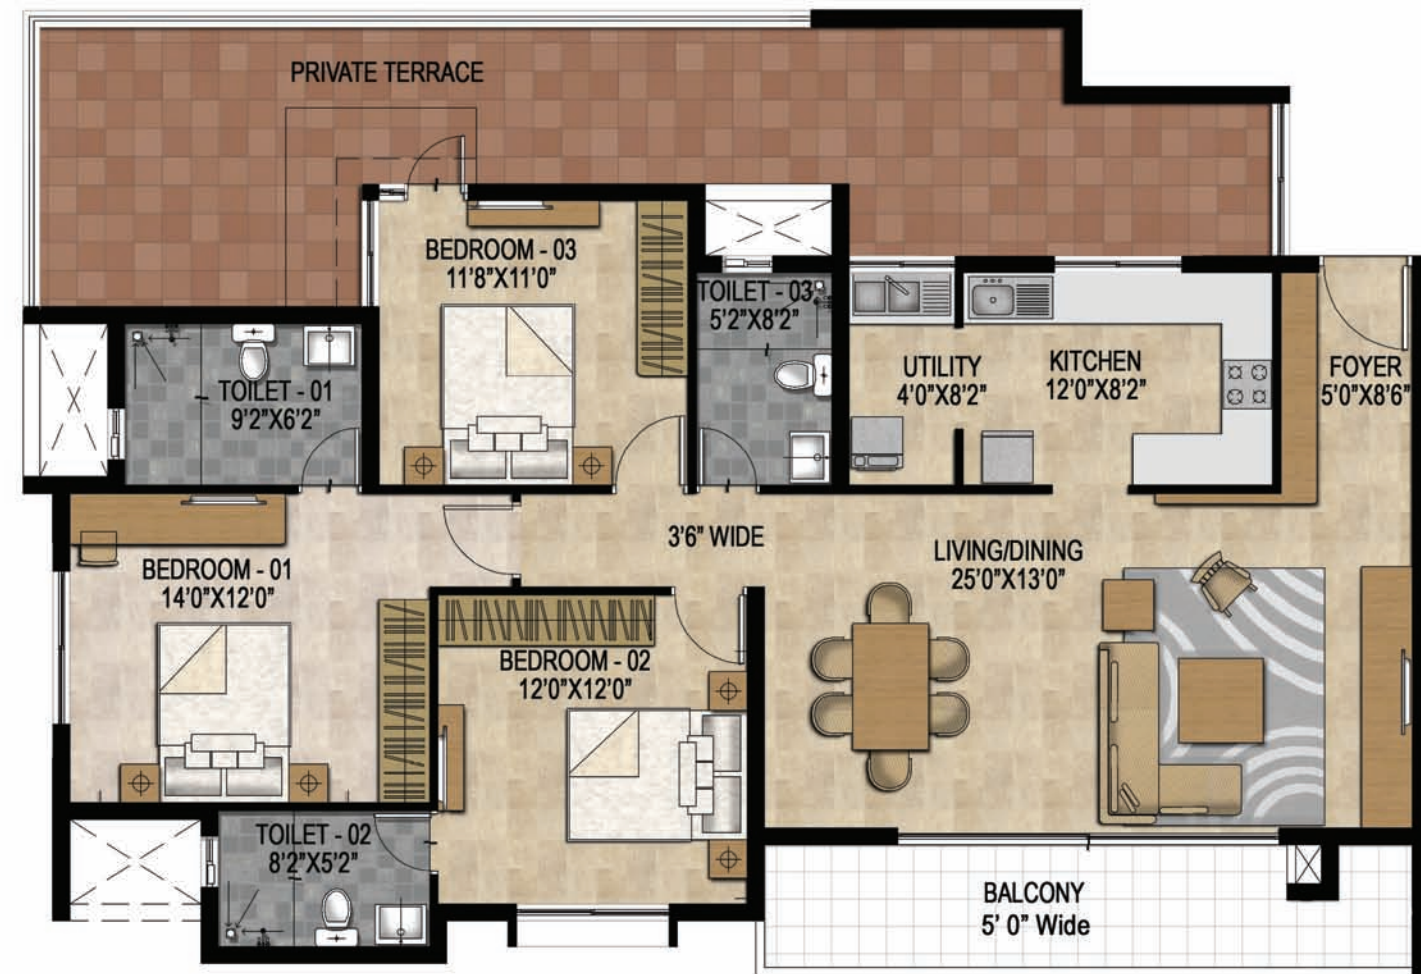 PRIVATE TERRACE
BEDROOM - 03
11'8"X11'0"
TOILET - 03
5'2"X8'2"
UTILITY
4'0"X8'2"
KITCHEN
12'0"X8'2"
FOYER
5'0"X8'6"
TOILET - 01
9'2"X6'2"
3'6" WIDE
LIVING/DINING
25'0"X13'0"
BEDROOM - 01
14'0"X12'0"
BEDROOM - 02
12'0"X12'0"
TOILET - 02
8'2"X5'2"
BALCONY
5' 0" Wide